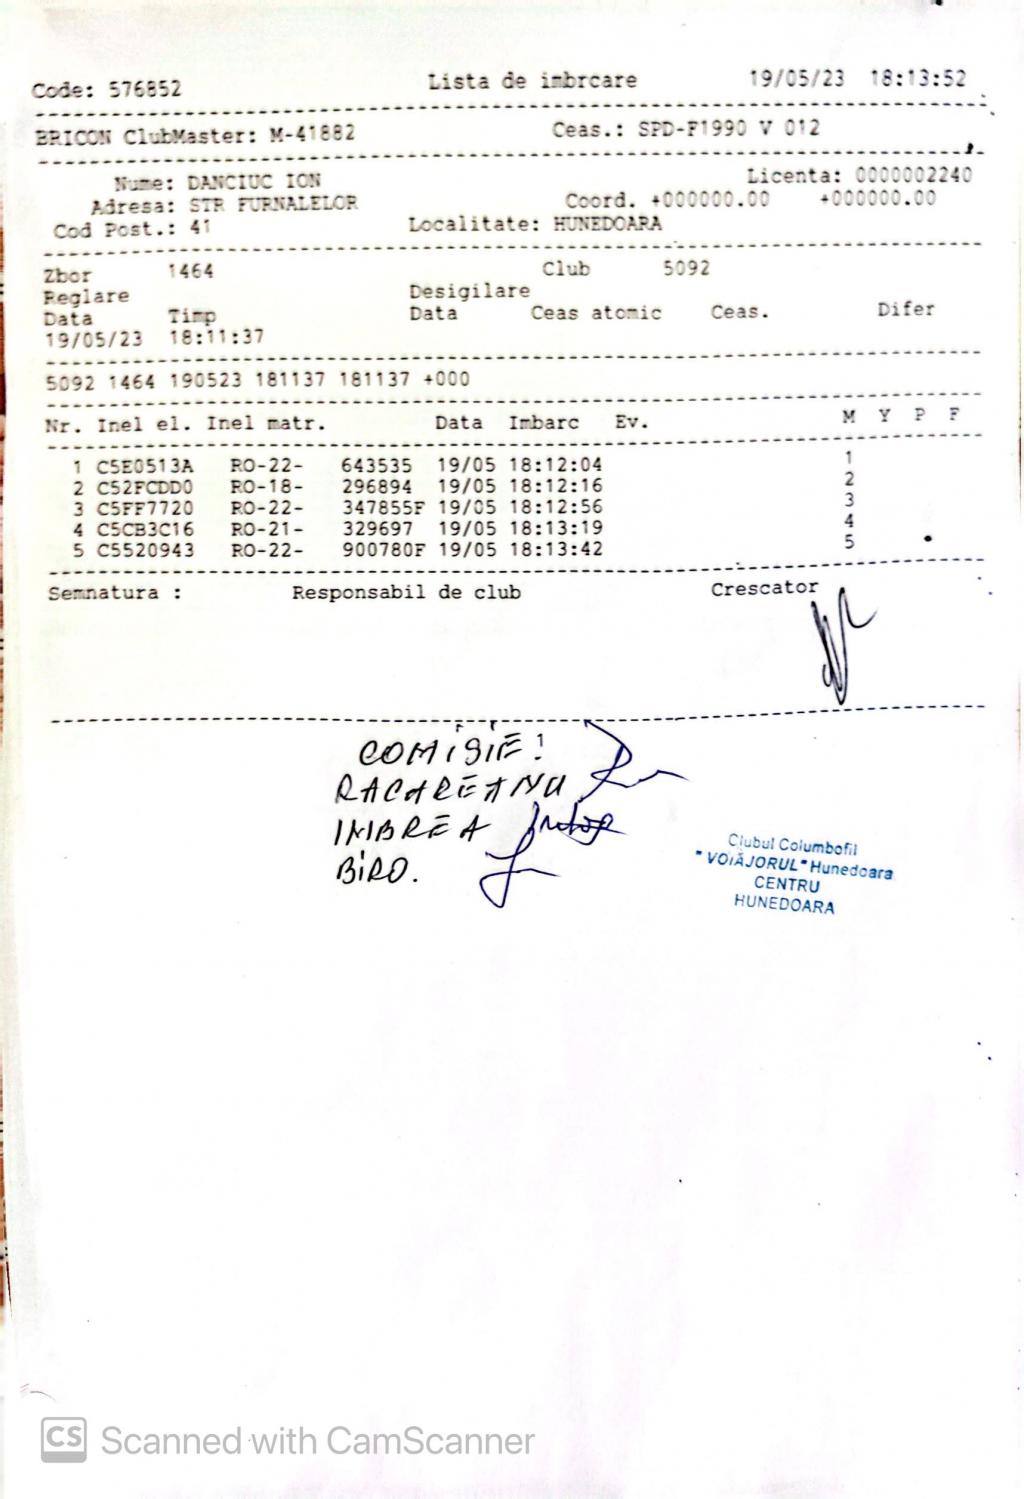 Code: 576852 Lista de imbrcare 19/05/23 18:13:52
BRICON ClubMaster: M-41882 Ceas.: SPD-F1990 V 012
Nume: DANCIUC ION Licenta: 0000002240
Adresa: STR FURNALELOR Coord. +000000.00 +000000.00
Cod Post.: 41 Localitate: HUNEDOARA
Zbor 1464 Club 5092
Reglare Desigilare
Data Timp Data Ceas atomic Ceas. Difer
19/05/23 18:11:37
5092 1464 190523 181137 181137 +000
Nr. Inel el. Inel matr. Data Imbarc Ev. M Y P F
1 C5E0513A RO-22- 643535 19/05 18:12:04 1
2 C52FCDD0 RO-18- 296894 19/05 18:12:16 2
3 C5FF7720 RO-22- 347855F 19/05 18:12:56 3
4 C5CB3C16 RO-21- 329697 19/05 18:13:19 4
5 C5520943 RO-22- 900780F 19/05 18:13:42 5
Semnatura : Responsabil de club Crescator
COMISIE!
RACAREANU
IMBREA
BIRO.
Clubul Columbofil
"VOIAJORUL" Hunedoara
CENTRU
HUNEDOARA
CS Scanned with CamScanner